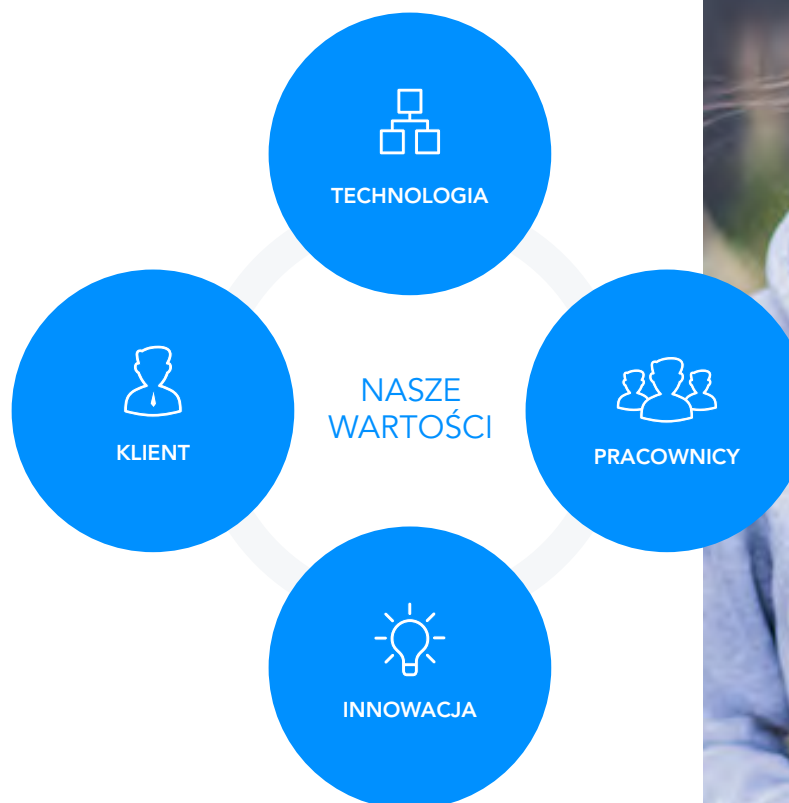 TECHNOLOGIA
KLIENT
NASZE
WARTOŚCI
PRACOWNICY
INNOWACJA